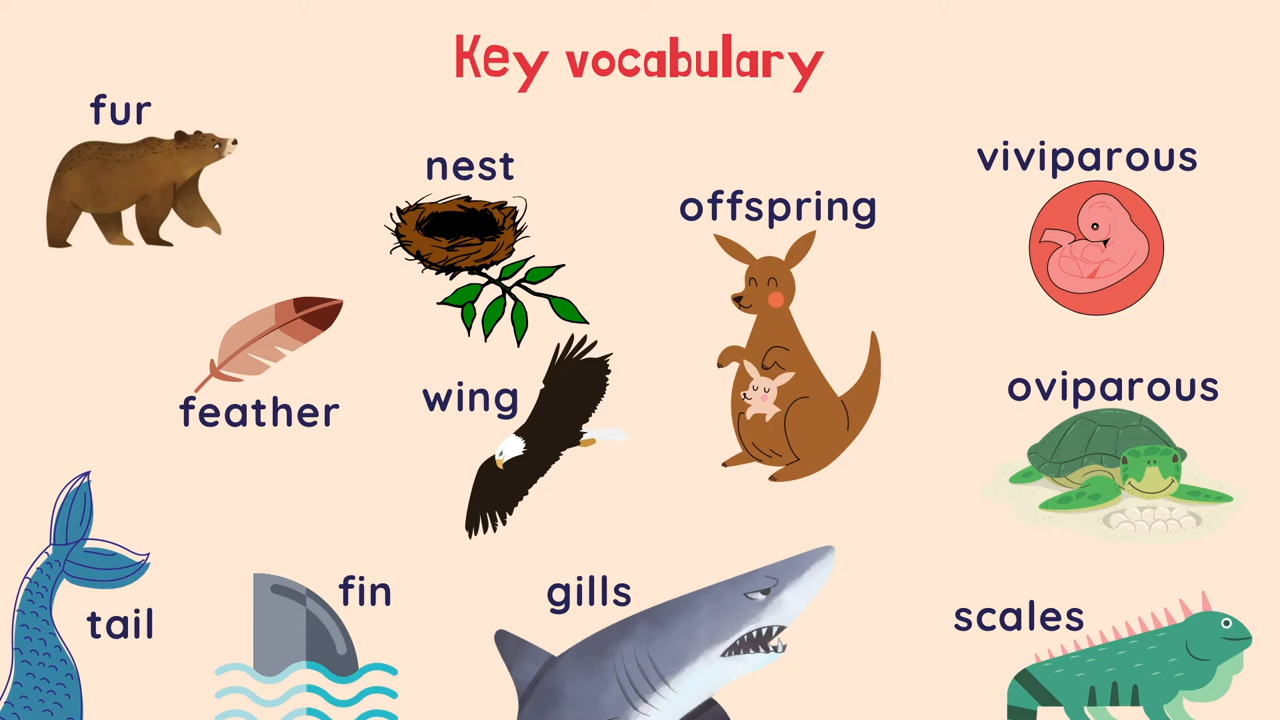 Key vocabulary
fur
nest
offspring
viviparous
feather
wing
oviparous
tail
fin
gills
scales